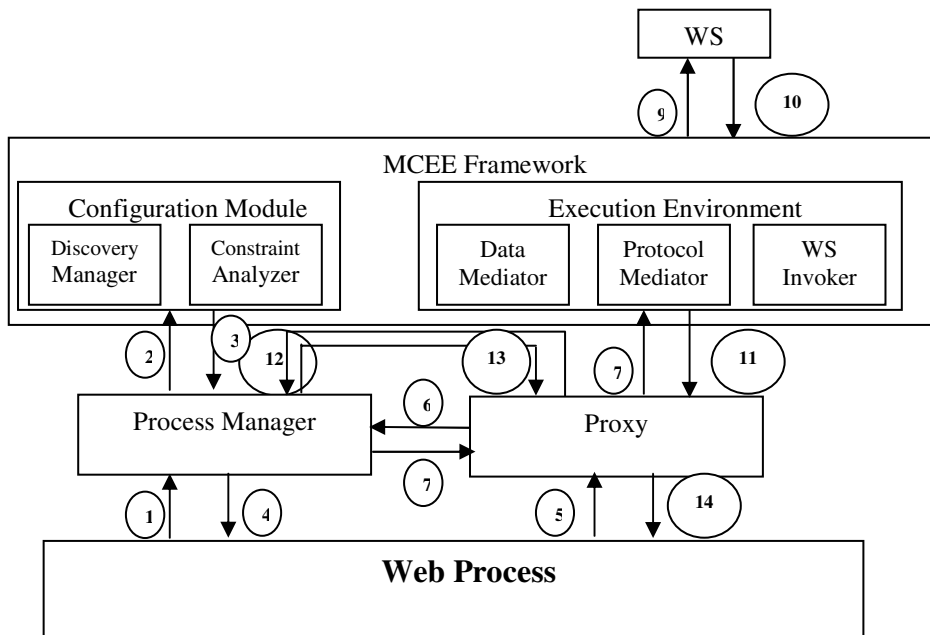 WS
9
10
MCEE Framework
Configuration Module
Execution Environment
Discovery
Manager
Constraint
Analyzer
Data
Mediator
Protocol
Mediator
WS
Invoker
2
3
12
13
7
11
Process Manager
6
Proxy
7
1
4
5
14
Web Process